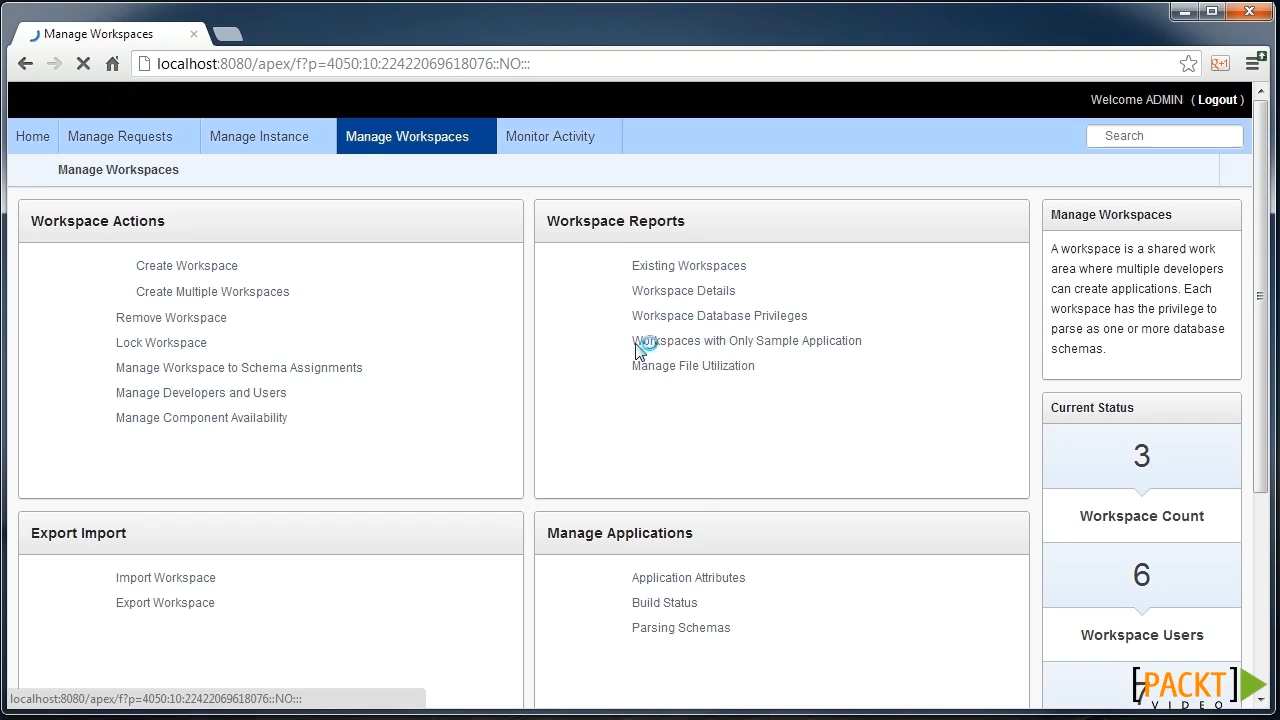 Manage Workspaces
localhost:8080/apex/f?p=4050:10:22422069618076::NO:::
Welcome ADMIN ( Logout )
Home Manage Requests Manage Instance Manage Workspaces Monitor Activity Search
Manage Workspaces
Workspace Actions
Create Workspace
Create Multiple Workspaces
Remove Workspace
Lock Workspace
Manage Workspace to Schema Assignments
Manage Developers and Users
Manage Component Availability
Workspace Reports
Existing Workspaces
Workspace Details
Workspace Database Privileges
Workspaces with Only Sample Application
Manage File Utilization
Manage Workspaces
A workspace is a shared work
area where multiple developers
can create applications. Each
workspace has the privilege to
parse as one or more database
schemas.
Current Status
3
Workspace Count
6
Workspace Users
Export Import
Import Workspace
Export Workspace
Manage Applications
Application Attributes
Build Status
Parsing Schemas
localhost:8080/apex/f?p=4050:10:22422069618076::NO:::
[PACKT]
VIDEO